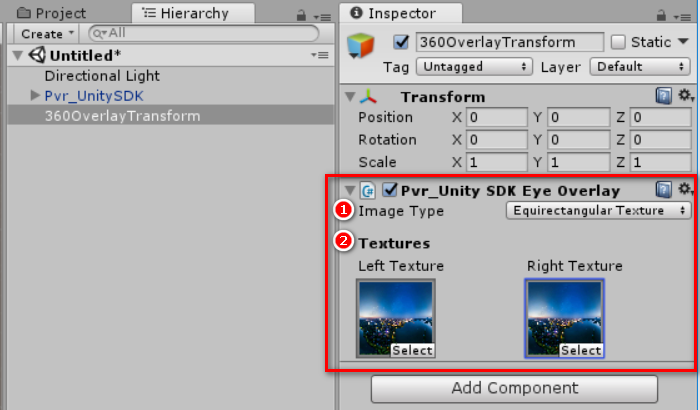 Project
Hierarchy
Create
All
Untitled*
Directional Light
Pvr_UnitySDK
360OverlayTransform
Inspector
360OverlayTransform Static
Tag Untagged Layer Default
Transform
Position X 0 Y 0 Z 0
Rotation X 0 Y 0 Z 0
Scale X 1 Y 1 Z 1
Pvr_Unity SDK Eye Overlay
1 Image Type Equirectangular Texture
2 Textures
Left Texture Right Texture
Select Select
Add Component